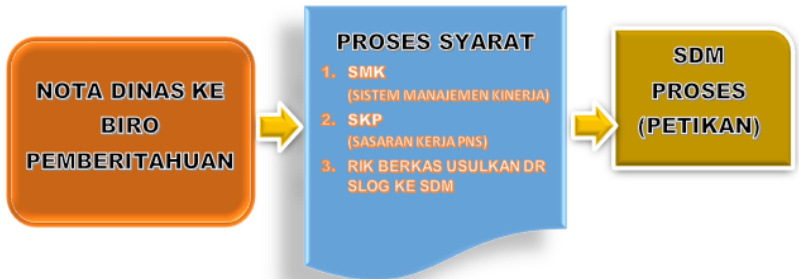 NOTA DINAS KE
BIRO
PEMBERITAHUAN
PROSES SYARAT
1. SMK
(SISTEM MANAJEMEN KINERJA)
2. SKP
(SASARAN KERJA PNS)
3. RIK BERKAS USULKAN DR
SLOG KE SDM
SDM
PROSES
(PETIKAN)